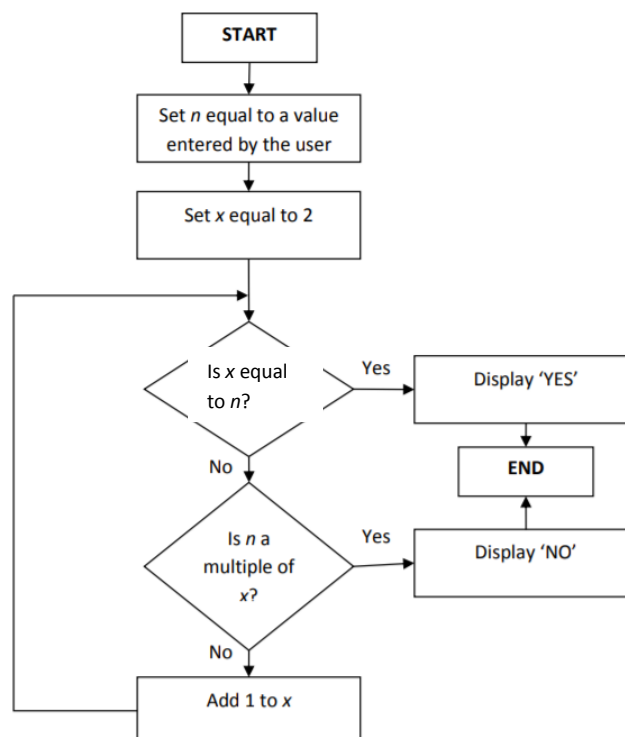 START
Set n equal to a value
entered by the user
Set x equal to 2
Is x equal
to n?
Yes
Display ‘YES’
No
END
Is n a
multiple of
x?
Yes
Display ‘NO’
No
Add 1 to x